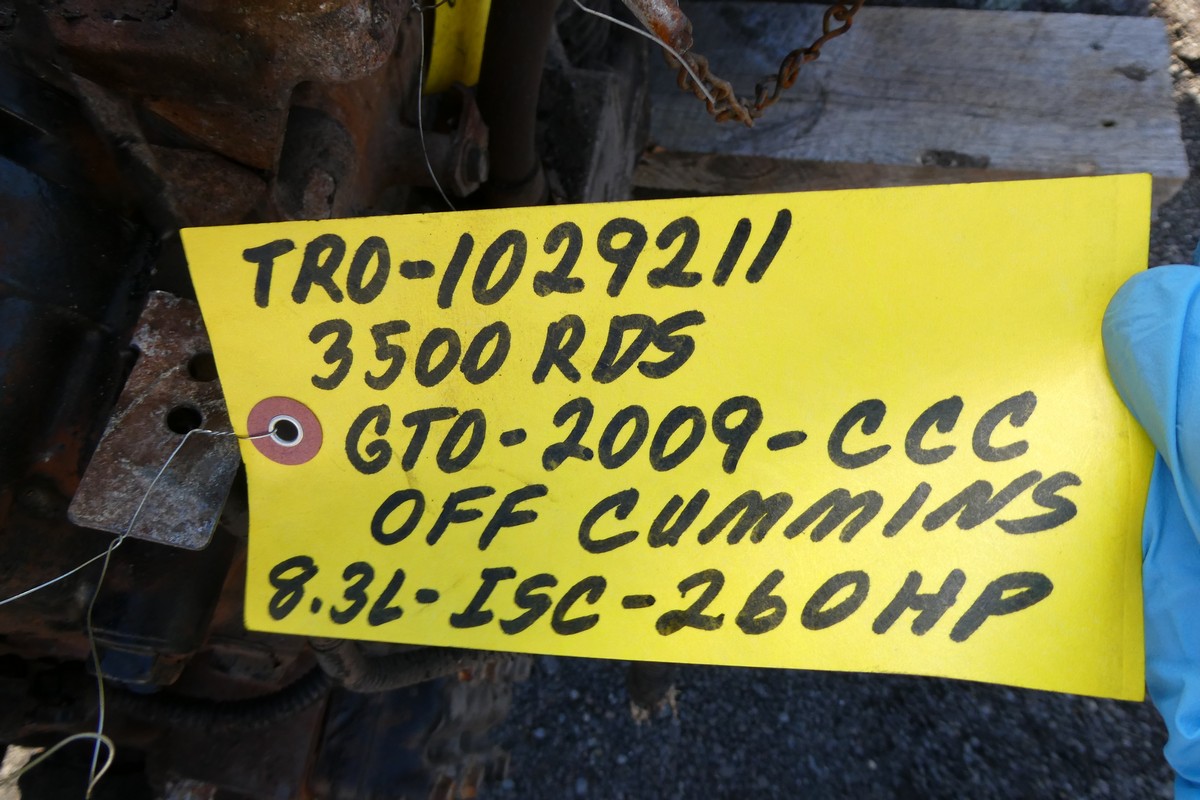 TRO-1029211
3500 RDS
GTO-2009-CCC
OFF CUMMINS
8.3L-ISC-260HP